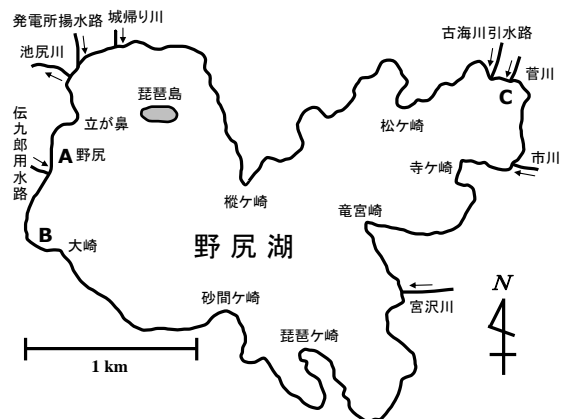 発電所揚水路
城帰り川
古海川引水路
池尻川
菅川
琵琶島
C
伝九郎用水路
立が鼻
松ケ崎
A 野尻
市川
寺ケ崎
樅ケ崎
竜宮崎
B 大崎
野尻湖
N
砂間ケ崎
宮沢川
琵琶ケ崎
1 km